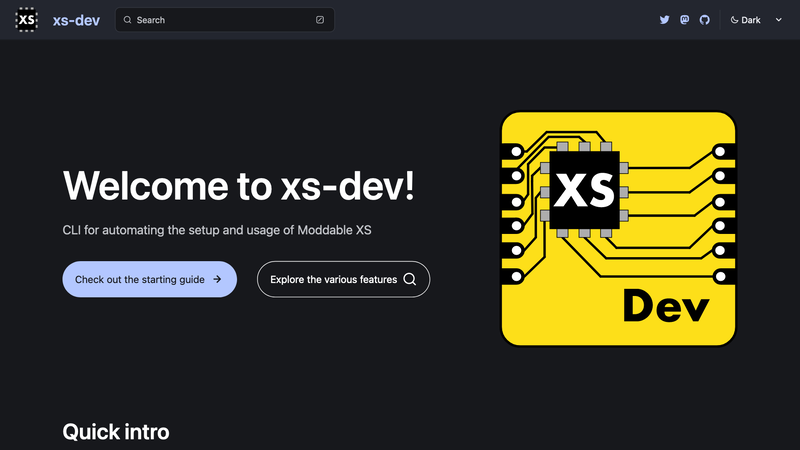 XS
xs-dev
Search
Dark
Welcome to xs-dev!
CLI for automating the setup and usage of Moddable XS
Check out the starting guide
Explore the various features
XS
Dev
Quick intro